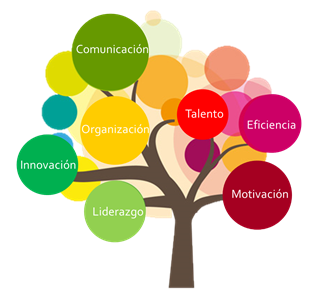 Comunicación
Talento
Organización
Eficiencia
Innovación
Motivación
Liderazgo